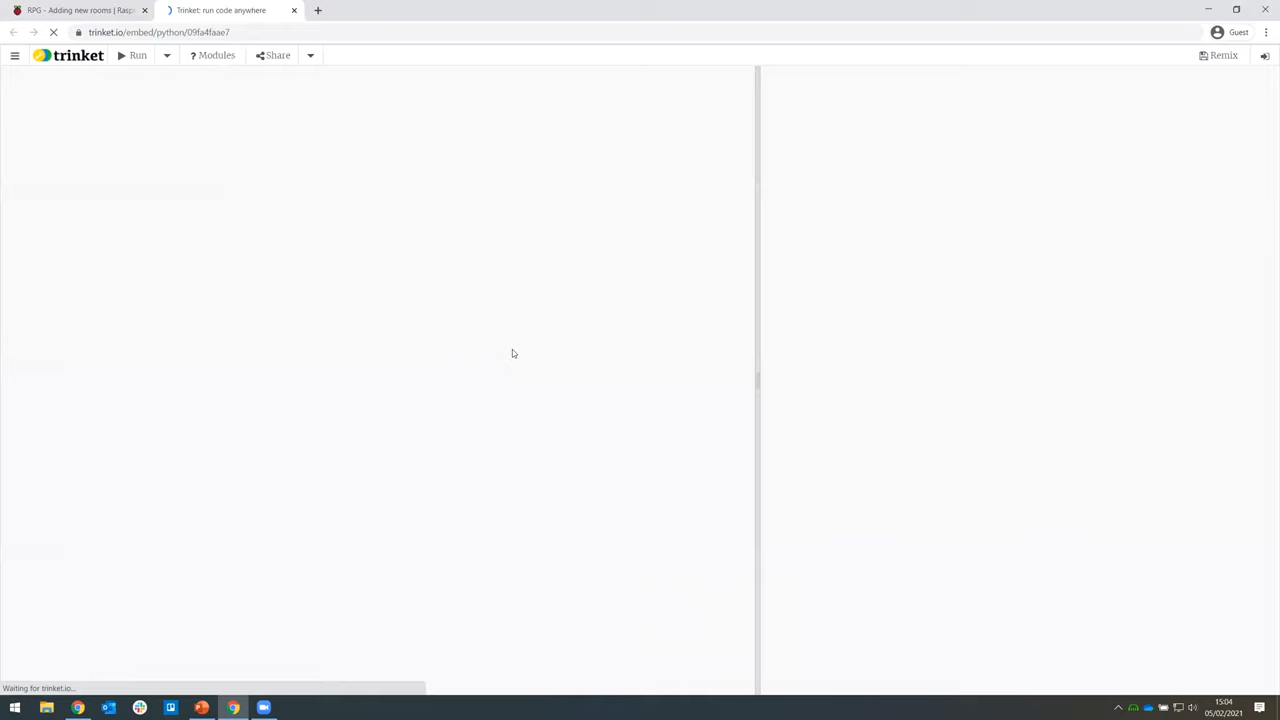 RPG - Adding new rooms | Raspb
Trinket: run code anywhere
trinket.io/embed/python/09fa4faae7
Guest
trinket
Run
? Modules
Share
Remix
Waiting for trinket.io...
15:04
05/02/2021